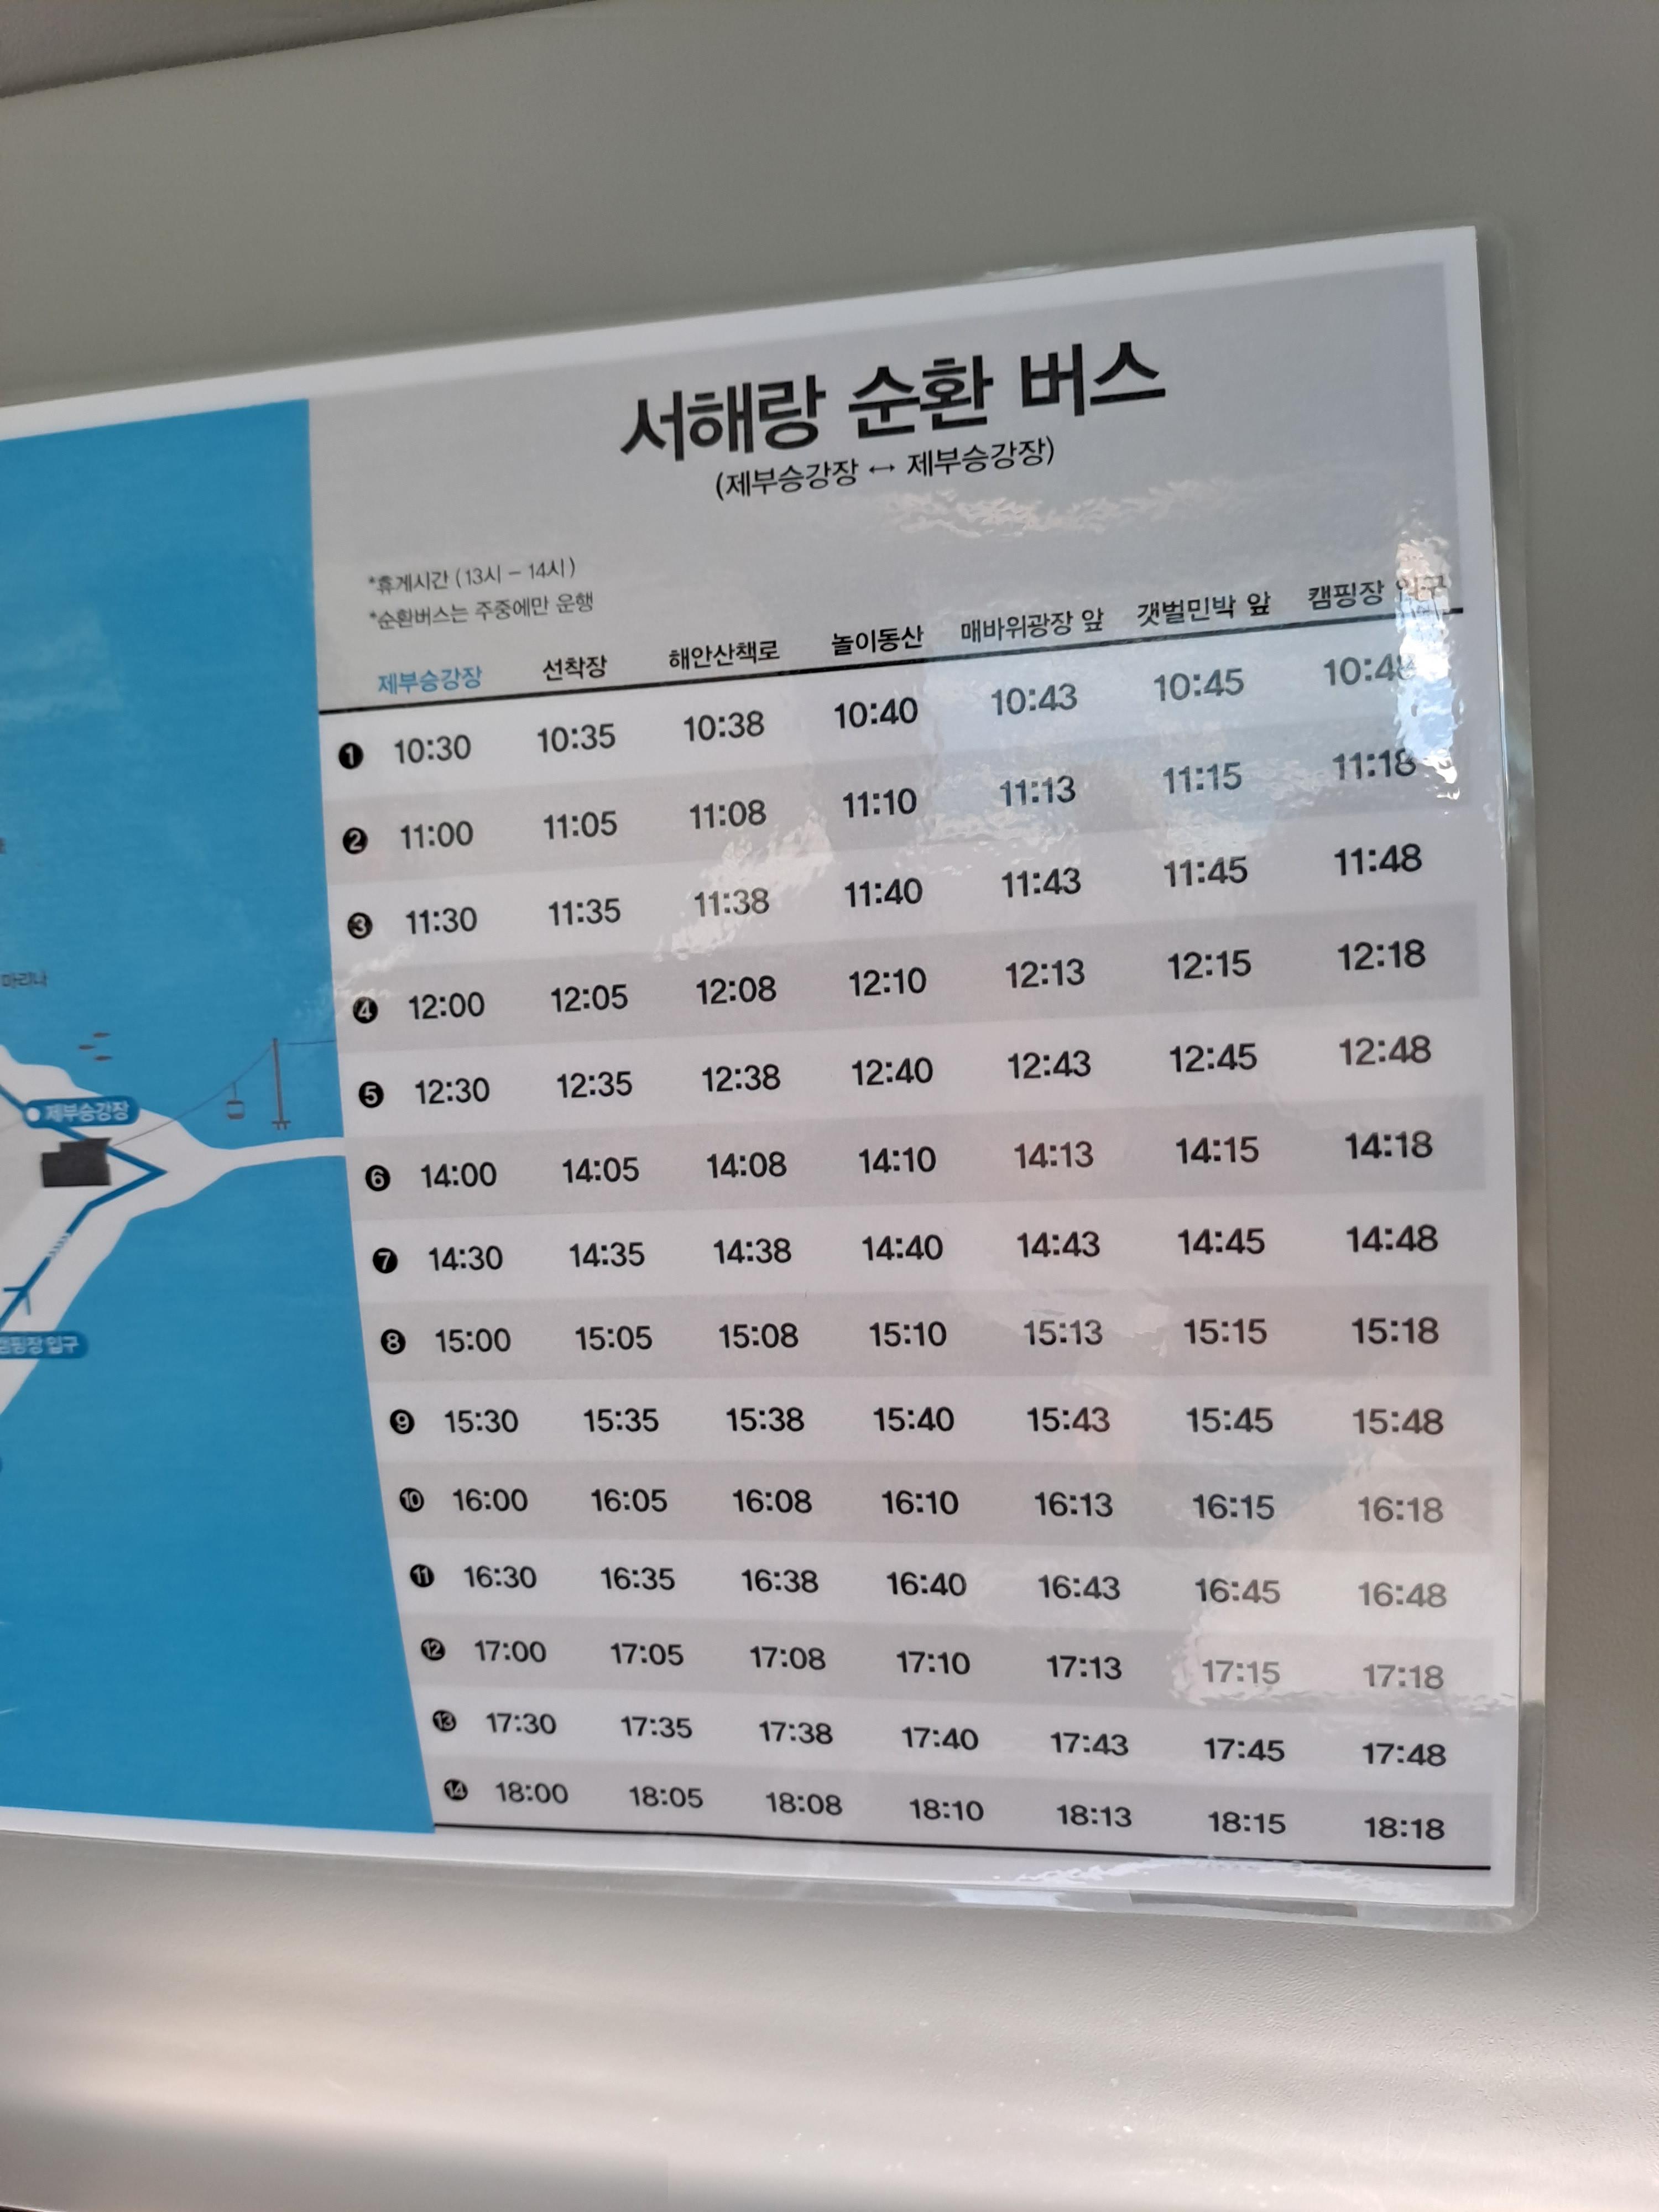 서해랑 순환 버스
(제부승강장 ↔ 제부승강장)
*휴게시간 (13시 – 14시)
*순환버스는 주중에만 운행
제부승강장 선착장 해안산책로 놀이동산 매바위광장 앞 갯벌민박 앞 캠핑장 입구
❶ 10:30 10:35 10:38 10:40 10:43 10:45 10:48
❷ 11:00 11:05 11:08 11:10 11:13 11:15 11:18
❸ 11:30 11:35 11:38 11:40 11:43 11:45 11:48
❹ 12:00 12:05 12:08 12:10 12:13 12:15 12:18
❺ 12:30 12:35 12:38 12:40 12:43 12:45 12:48
❻ 14:00 14:05 14:08 14:10 14:13 14:15 14:18
❼ 14:30 14:35 14:38 14:40 14:43 14:45 14:48
❽ 15:00 15:05 15:08 15:10 15:13 15:15 15:18
❾ 15:30 15:35 15:38 15:40 15:43 15:45 15:48
❿ 16:00 16:05 16:08 16:10 16:13 16:15 16:18
⓫ 16:30 16:35 16:38 16:40 16:43 16:45 16:48
⓬ 17:00 17:05 17:08 17:10 17:13 17:15 17:18
⓭ 17:30 17:35 17:38 17:40 17:43 17:45 17:48
⓮ 18:00 18:05 18:08 18:10 18:13 18:15 18:18
마리나
제부승강장
캠핑장 입구